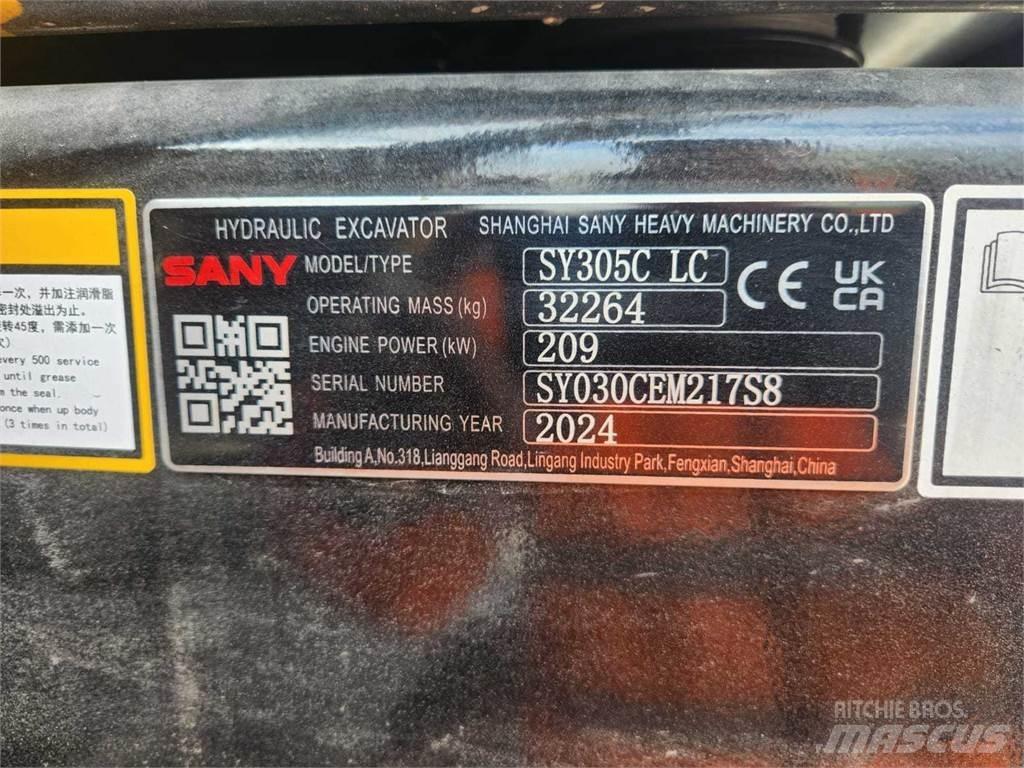 HYDRAULIC EXCAVATOR SHANGHAI SANY HEAVY MACHINERY CO.,LTD
SANY
MODEL/TYPE SY305C LC
OPERATING MASS (kg) 32264
ENGINE POWER (kW) 209
SERIAL NUMBER SY030CEM217S8
MANUFACTURING YEAR 2024
Building A,No.318,Lianggang Road,Lingang Industry Park,Fengxian,Shanghai,China
CE
UK
CA
一次，并加注润滑脂
密封处溢出为止。
转45度，需添加一次
every 500 service
until grease
the seal.
once when up body
(3 times in total)
RITCHIE BROS.
MASCUS